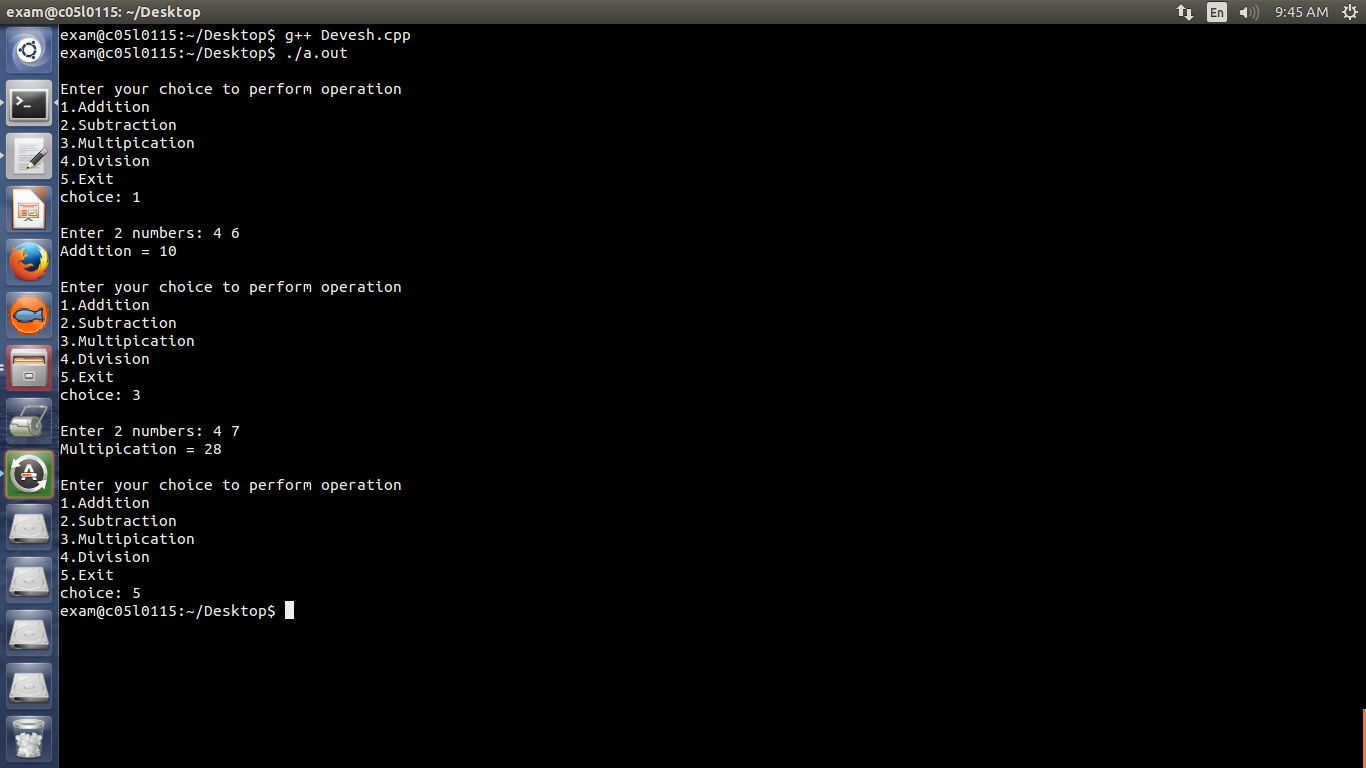 exam@c05l0115: ~/Desktop
En
9:45 AM
exam@c05l0115:~/Desktop$ g++ Devesh.cpp
exam@c05l0115:~/Desktop$ ./a.out
Enter your choice to perform operation
1.Addition
2.Subtraction
3.Multipication
4.Division
5.Exit
choice: 1
Enter 2 numbers: 4 6
Addition = 10
Enter your choice to perform operation
1.Addition
2.Subtraction
3.Multipication
4.Division
5.Exit
choice: 3
Enter 2 numbers: 4 7
Multipication = 28
Enter your choice to perform operation
1.Addition
2.Subtraction
3.Multipication
4.Division
5.Exit
choice: 5
exam@c05l0115:~/Desktop$